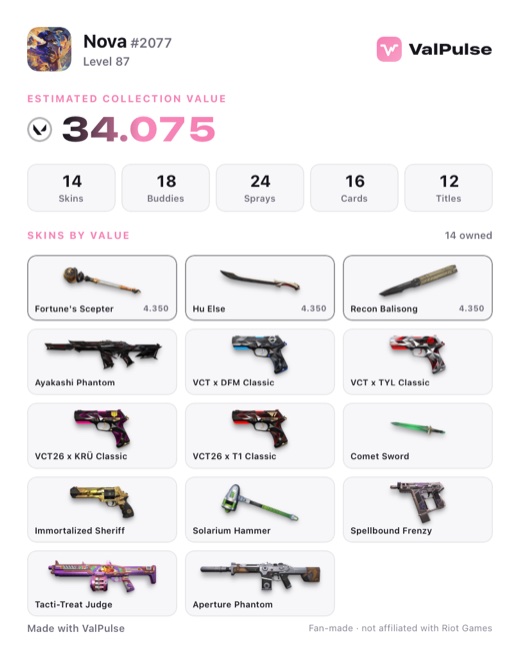 Nova #2077
Level 87
ValPulse
ESTIMATED COLLECTION VALUE
34.075
14 18 24 16 12
Skins Buddies Sprays Cards Titles
SKINS BY VALUE 14 owned
Fortune's Scepter 4.350
Hu Else 4.350
Recon Balisong 4.350
Ayakashi Phantom
VCT x DFM Classic
VCT x TYL Classic
VCT26 x KRÜ Classic
VCT26 x T1 Classic
Comet Sword
Immortalized Sheriff
Solarium Hammer
Spellbound Frenzy
Tacti-Treat Judge
Aperture Phantom
Made with ValPulse
Fan-made · not affiliated with Riot Games